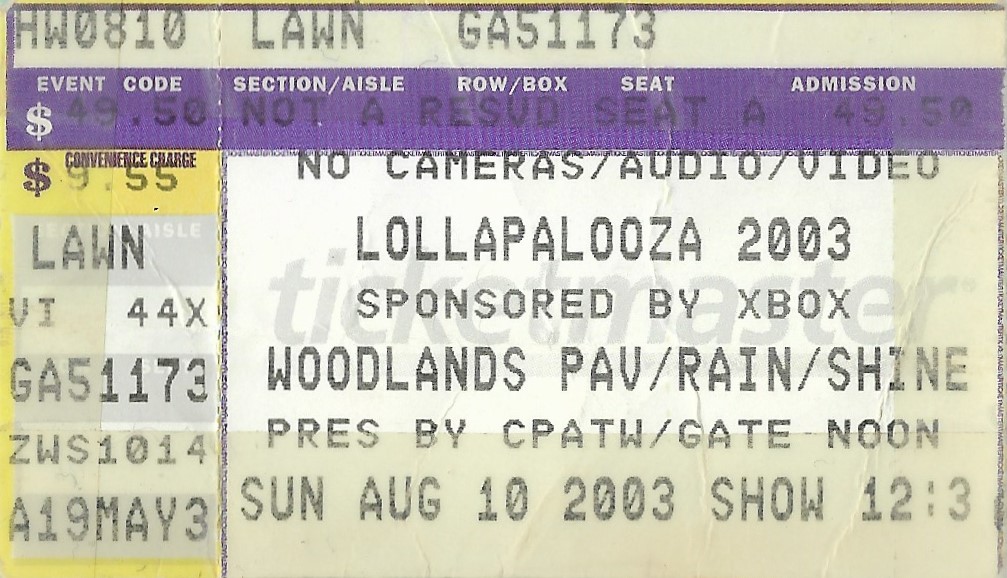 HW0810 LAWN GA51173
EVENT CODE SECTION/AISLE ROW/BOX SEAT ADMISSION
$ 49.50 NOT A RESVD SEAT A 49.50
CONVENIENCE CHARGE
$ 9.55
NO CAMERAS/AUDIO/VIDEO
LAWN
LOLLAPALOOZA 2003
ticketmaster
VI 44X
SPONSORED BY XBOX
GA51173
WOODLANDS PAV/RAIN/SHINE
ZWS1014
PRES BY CPATW/GATE NOON
A19MAY3
SUN AUG 10 2003 SHOW 12:3